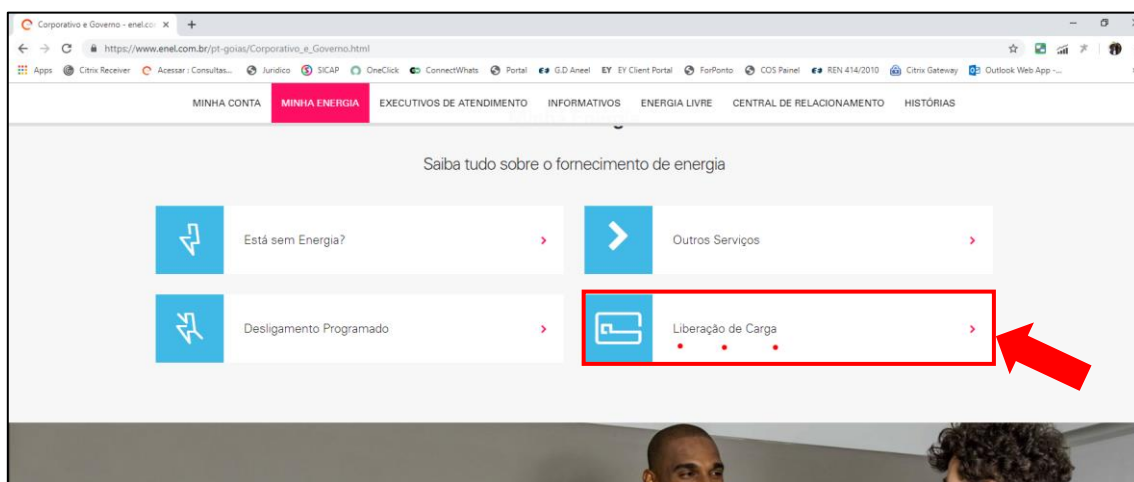 Corporativo e Governo - enel.co
https://www.enel.com.br/pt-goias/Corporativo_e_Governo.html
Apps Citrix Receiver Acessar : Consultas... Juridico SICAP OneClick ConnectWhats Portal G.D Aneel EY EY Client Portal ForPonto COS Painel REN 414/2010 Citrix Gateway Outlook Web App -...
MINHA CONTA MINHA ENERGIA EXECUTIVOS DE ATENDIMENTO INFORMATIVOS ENERGIA LIVRE CENTRAL DE RELACIONAMENTO HISTÓRIAS
Saiba tudo sobre o fornecimento de energia
Está sem Energia?
Outros Serviços
Desligamento Programado
Liberação de Carga